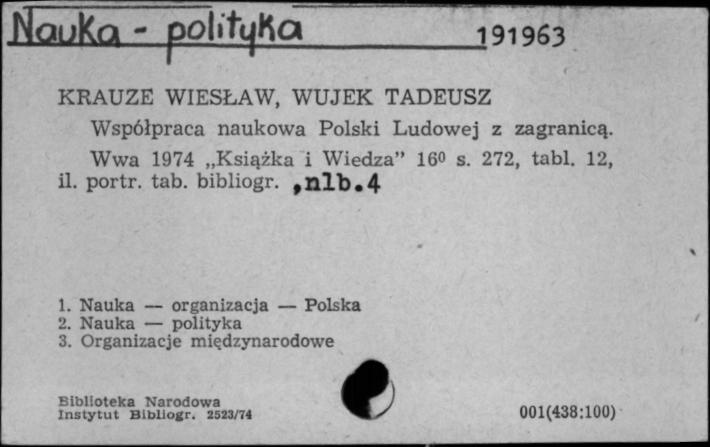 Nauka - polityka
191963
KRAUZE WIESŁAW, WUJEK TADEUSZ
Współpraca naukowa Polski Ludowej z zagranicą.
Wwa 1974 „Książka i Wiedza” 16⁰ s. 272, tabl. 12,
il. portr. tab. bibliogr. ,nlb.4
1. Nauka — organizacja — Polska
2. Nauka — polityka
3. Organizacje międzynarodowe
Biblioteka Narodowa
Instytut Bibliogr. 2523/74
001(438:100)